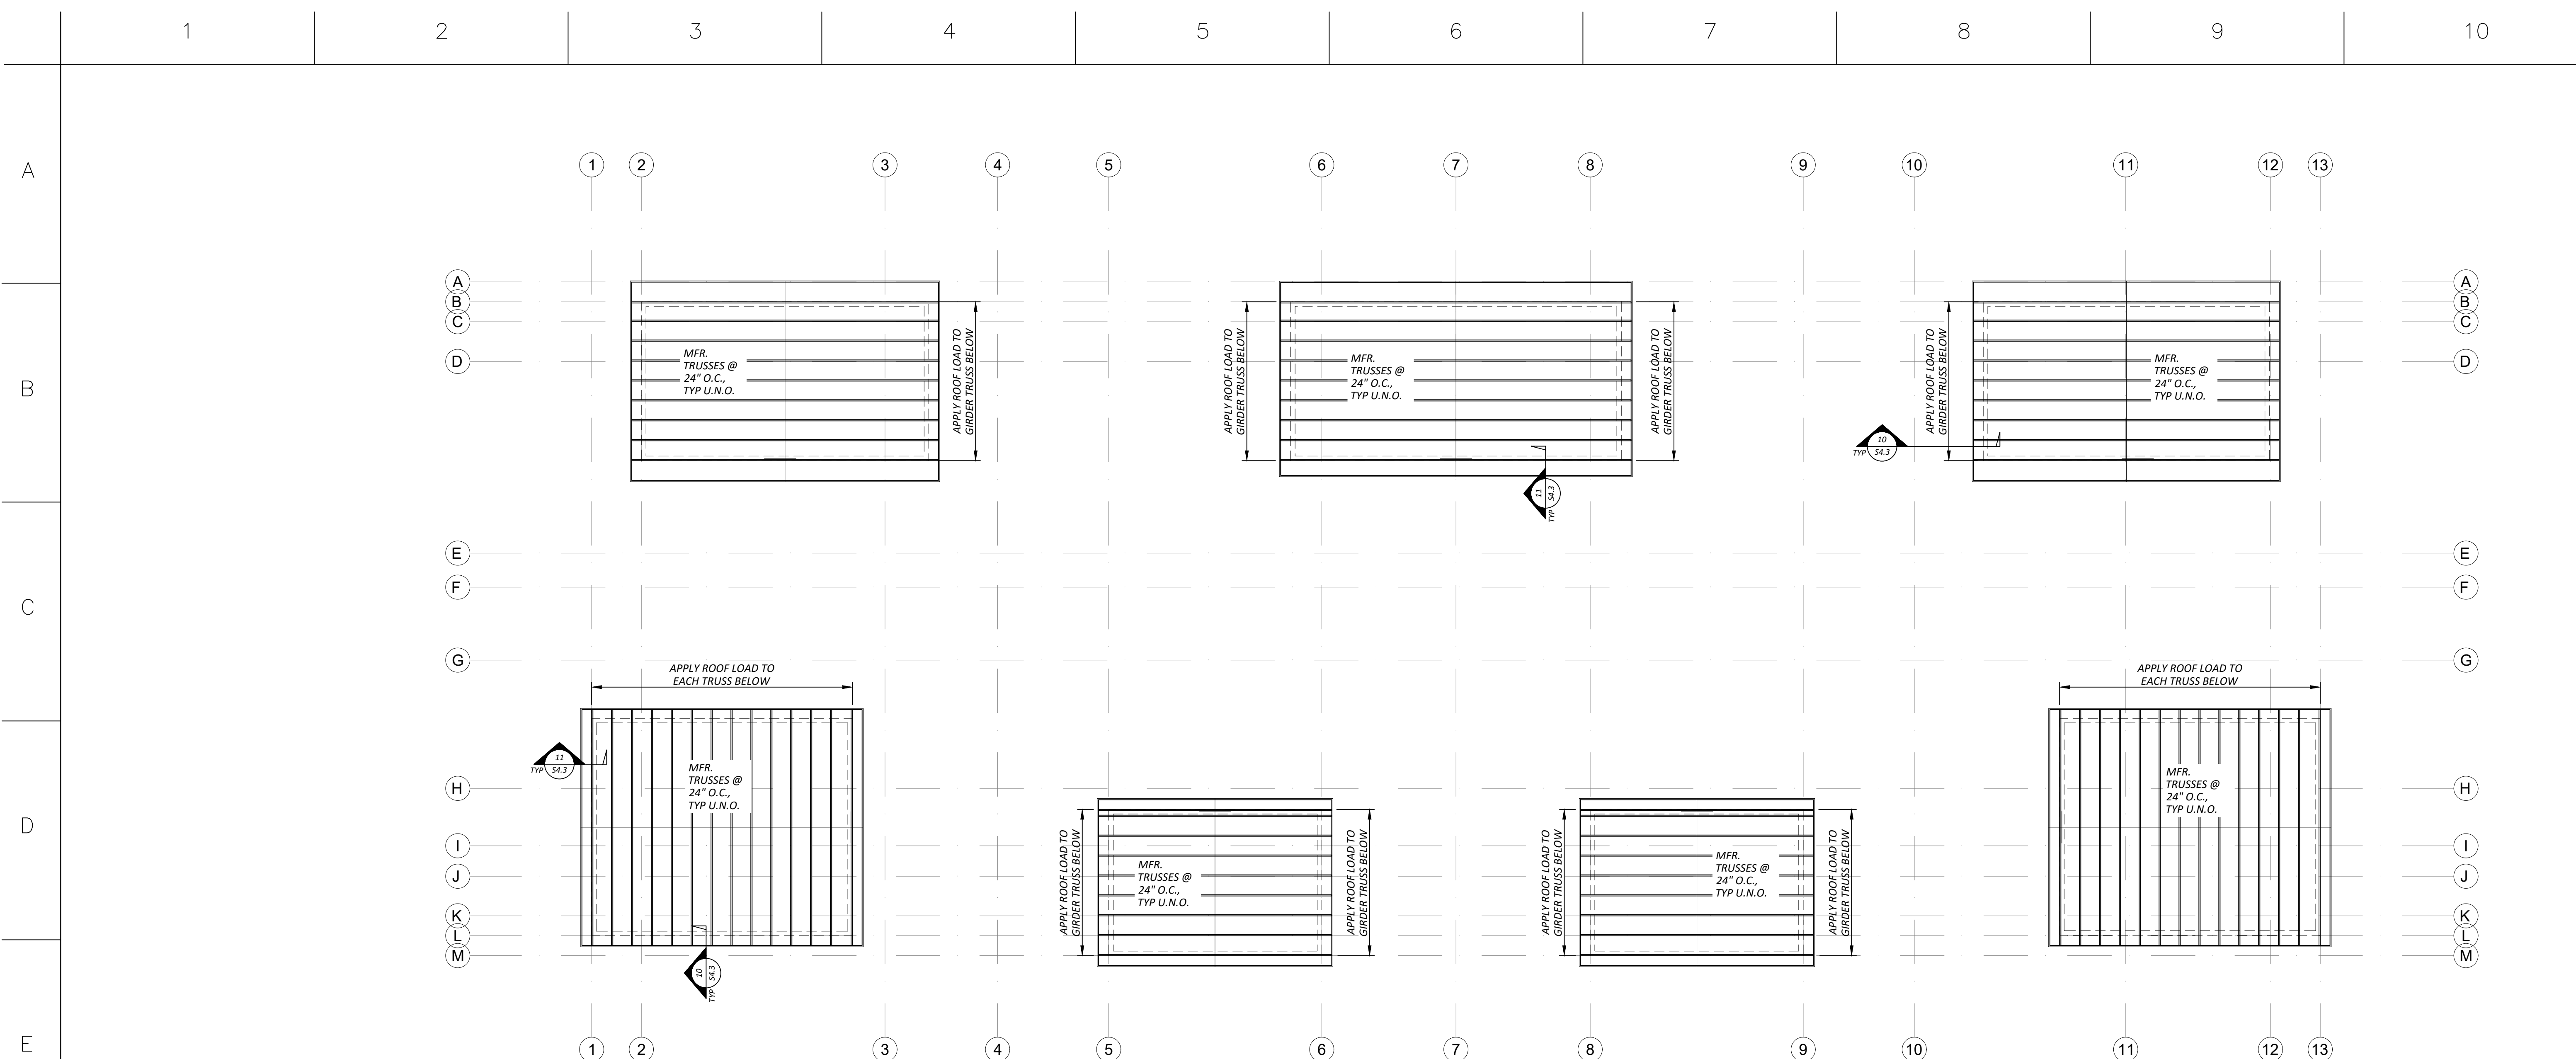 1 2 3 4 5 6 7 8 9 10
A
1 2 3 4 5 6 7 8 9 10 11 12 13
A A
B B
C C
D D
B
MFR.
TRUSSES @
24" O.C.,
TYP U.N.O.
APPLY ROOF LOAD TO
GIRDER TRUSS BELOW
APPLY ROOF LOAD TO
GIRDER TRUSS BELOW
MFR.
TRUSSES @
24" O.C.,
TYP U.N.O.
APPLY ROOF LOAD TO
GIRDER TRUSS BELOW
11
S4.3
TYP
10
TYP S4.3
APPLY ROOF LOAD TO
GIRDER TRUSS BELOW
MFR.
TRUSSES @
24" O.C.,
TYP U.N.O.
E E
F F
C
G G
APPLY ROOF LOAD TO
EACH TRUSS BELOW
APPLY ROOF LOAD TO
EACH TRUSS BELOW
11
TYP S4.3
MFR.
TRUSSES @
24" O.C.,
TYP U.N.O.
MFR.
TRUSSES @
24" O.C.,
TYP U.N.O.
H H
D
I I
J J
K K
L L
M M
10
S4.3
TYP
APPLY ROOF LOAD TO
GIRDER TRUSS BELOW
MFR.
TRUSSES @
24" O.C.,
TYP U.N.O.
APPLY ROOF LOAD TO
GIRDER TRUSS BELOW
APPLY ROOF LOAD TO
GIRDER TRUSS BELOW
MFR.
TRUSSES @
24" O.C.,
TYP U.N.O.
APPLY ROOF LOAD TO
GIRDER TRUSS BELOW
E
1 2 3 4 5 6 7 8 9 10 11 12 13